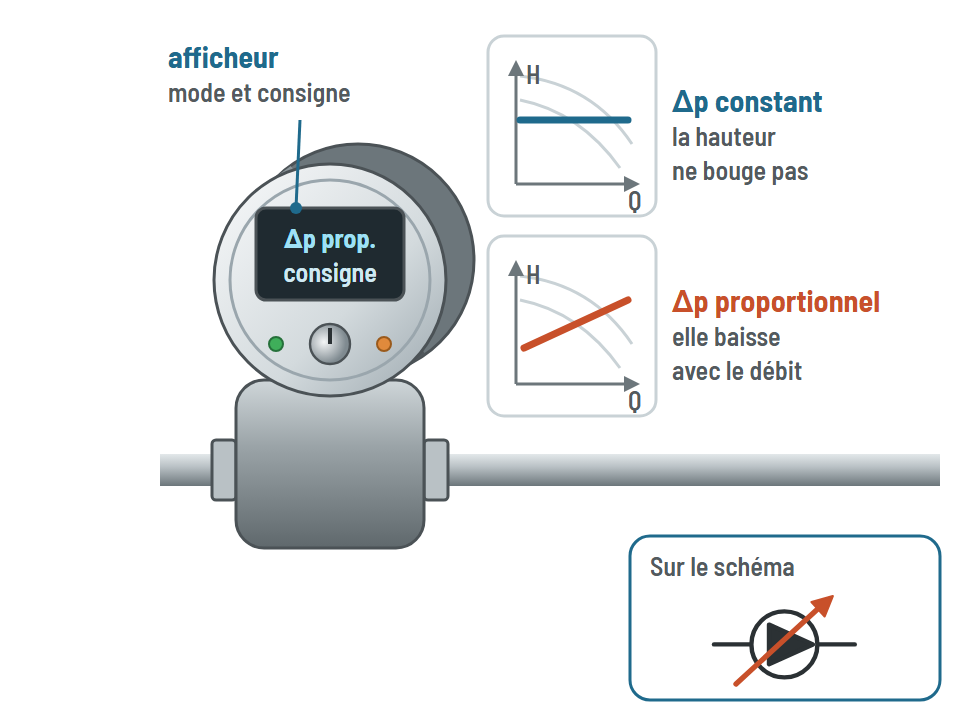 afficheur
mode et consigne
Δp prop.
consigne
H
Q
Δp constant
la hauteur
ne bouge pas
H
Q
Δp proportionnel
elle baisse
avec le débit
Sur le schéma